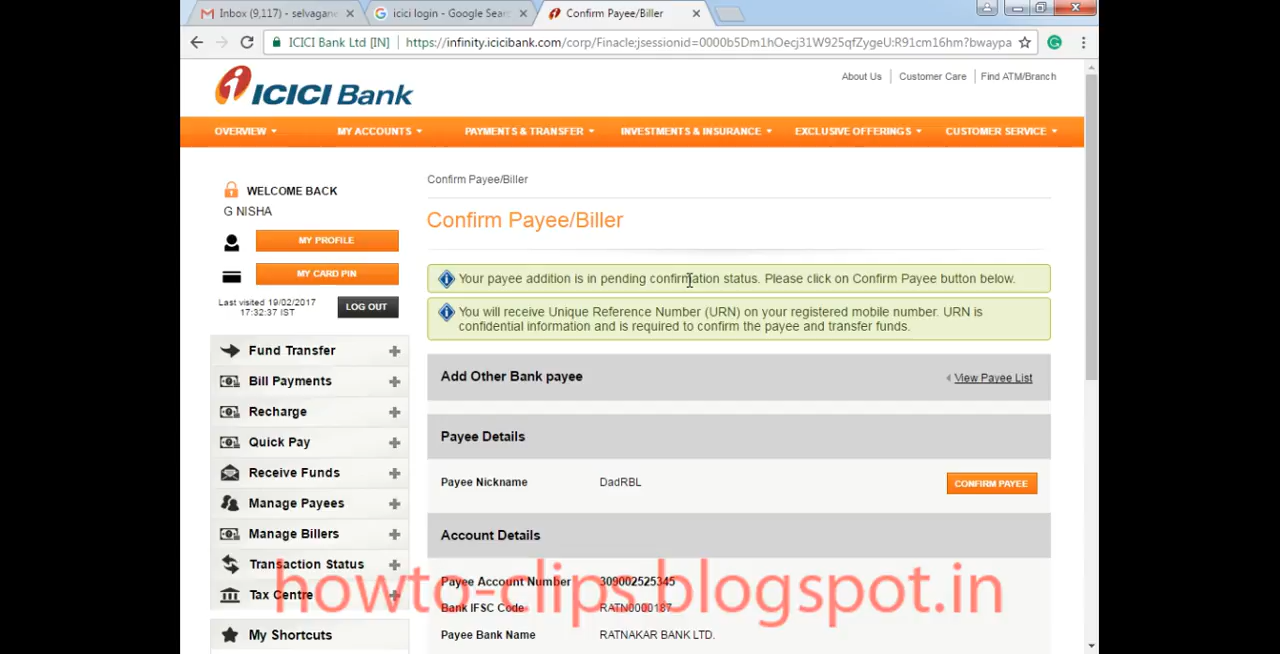 Inbox (9,117) - selvagane
icici login - Google Sear
Confirm Payee/Biller
ICICI Bank Ltd [IN]
https://infinity.icicibank.com/corp/Finacle;jsessionid=0000b5Dm1hOecj31W925qfZygeU:R91cm16hm?bwaypa
ICICI Bank
About Us
Customer Care
Find ATM/Branch
OVERVIEW
MY ACCOUNTS
PAYMENTS & TRANSFER
INVESTMENTS & INSURANCE
EXCLUSIVE OFFERINGS
CUSTOMER SERVICE
WELCOME BACK
G NISHA
MY PROFILE
MY CARD PIN
Last visited 19/02/2017
17:32:37 IST
LOG OUT
Fund Transfer
Bill Payments
Recharge
Quick Pay
Receive Funds
Manage Payees
Manage Billers
Transaction Status
Tax Centre
My Shortcuts
Confirm Payee/Biller
Confirm Payee/Biller
Your payee addition is in pending confirmation status. Please click on Confirm Payee button below.
You will receive Unique Reference Number (URN) on your registered mobile number. URN is
confidential information and is required to confirm the payee and transfer funds.
Add Other Bank payee
View Payee List
Payee Details
Payee Nickname DadRBL
CONFIRM PAYEE
Account Details
Payee Account Number 309002525345
Bank IFSC Code RATN0000187
Payee Bank Name RATNAKAR BANK LTD.
howto-clips.blogspot.in